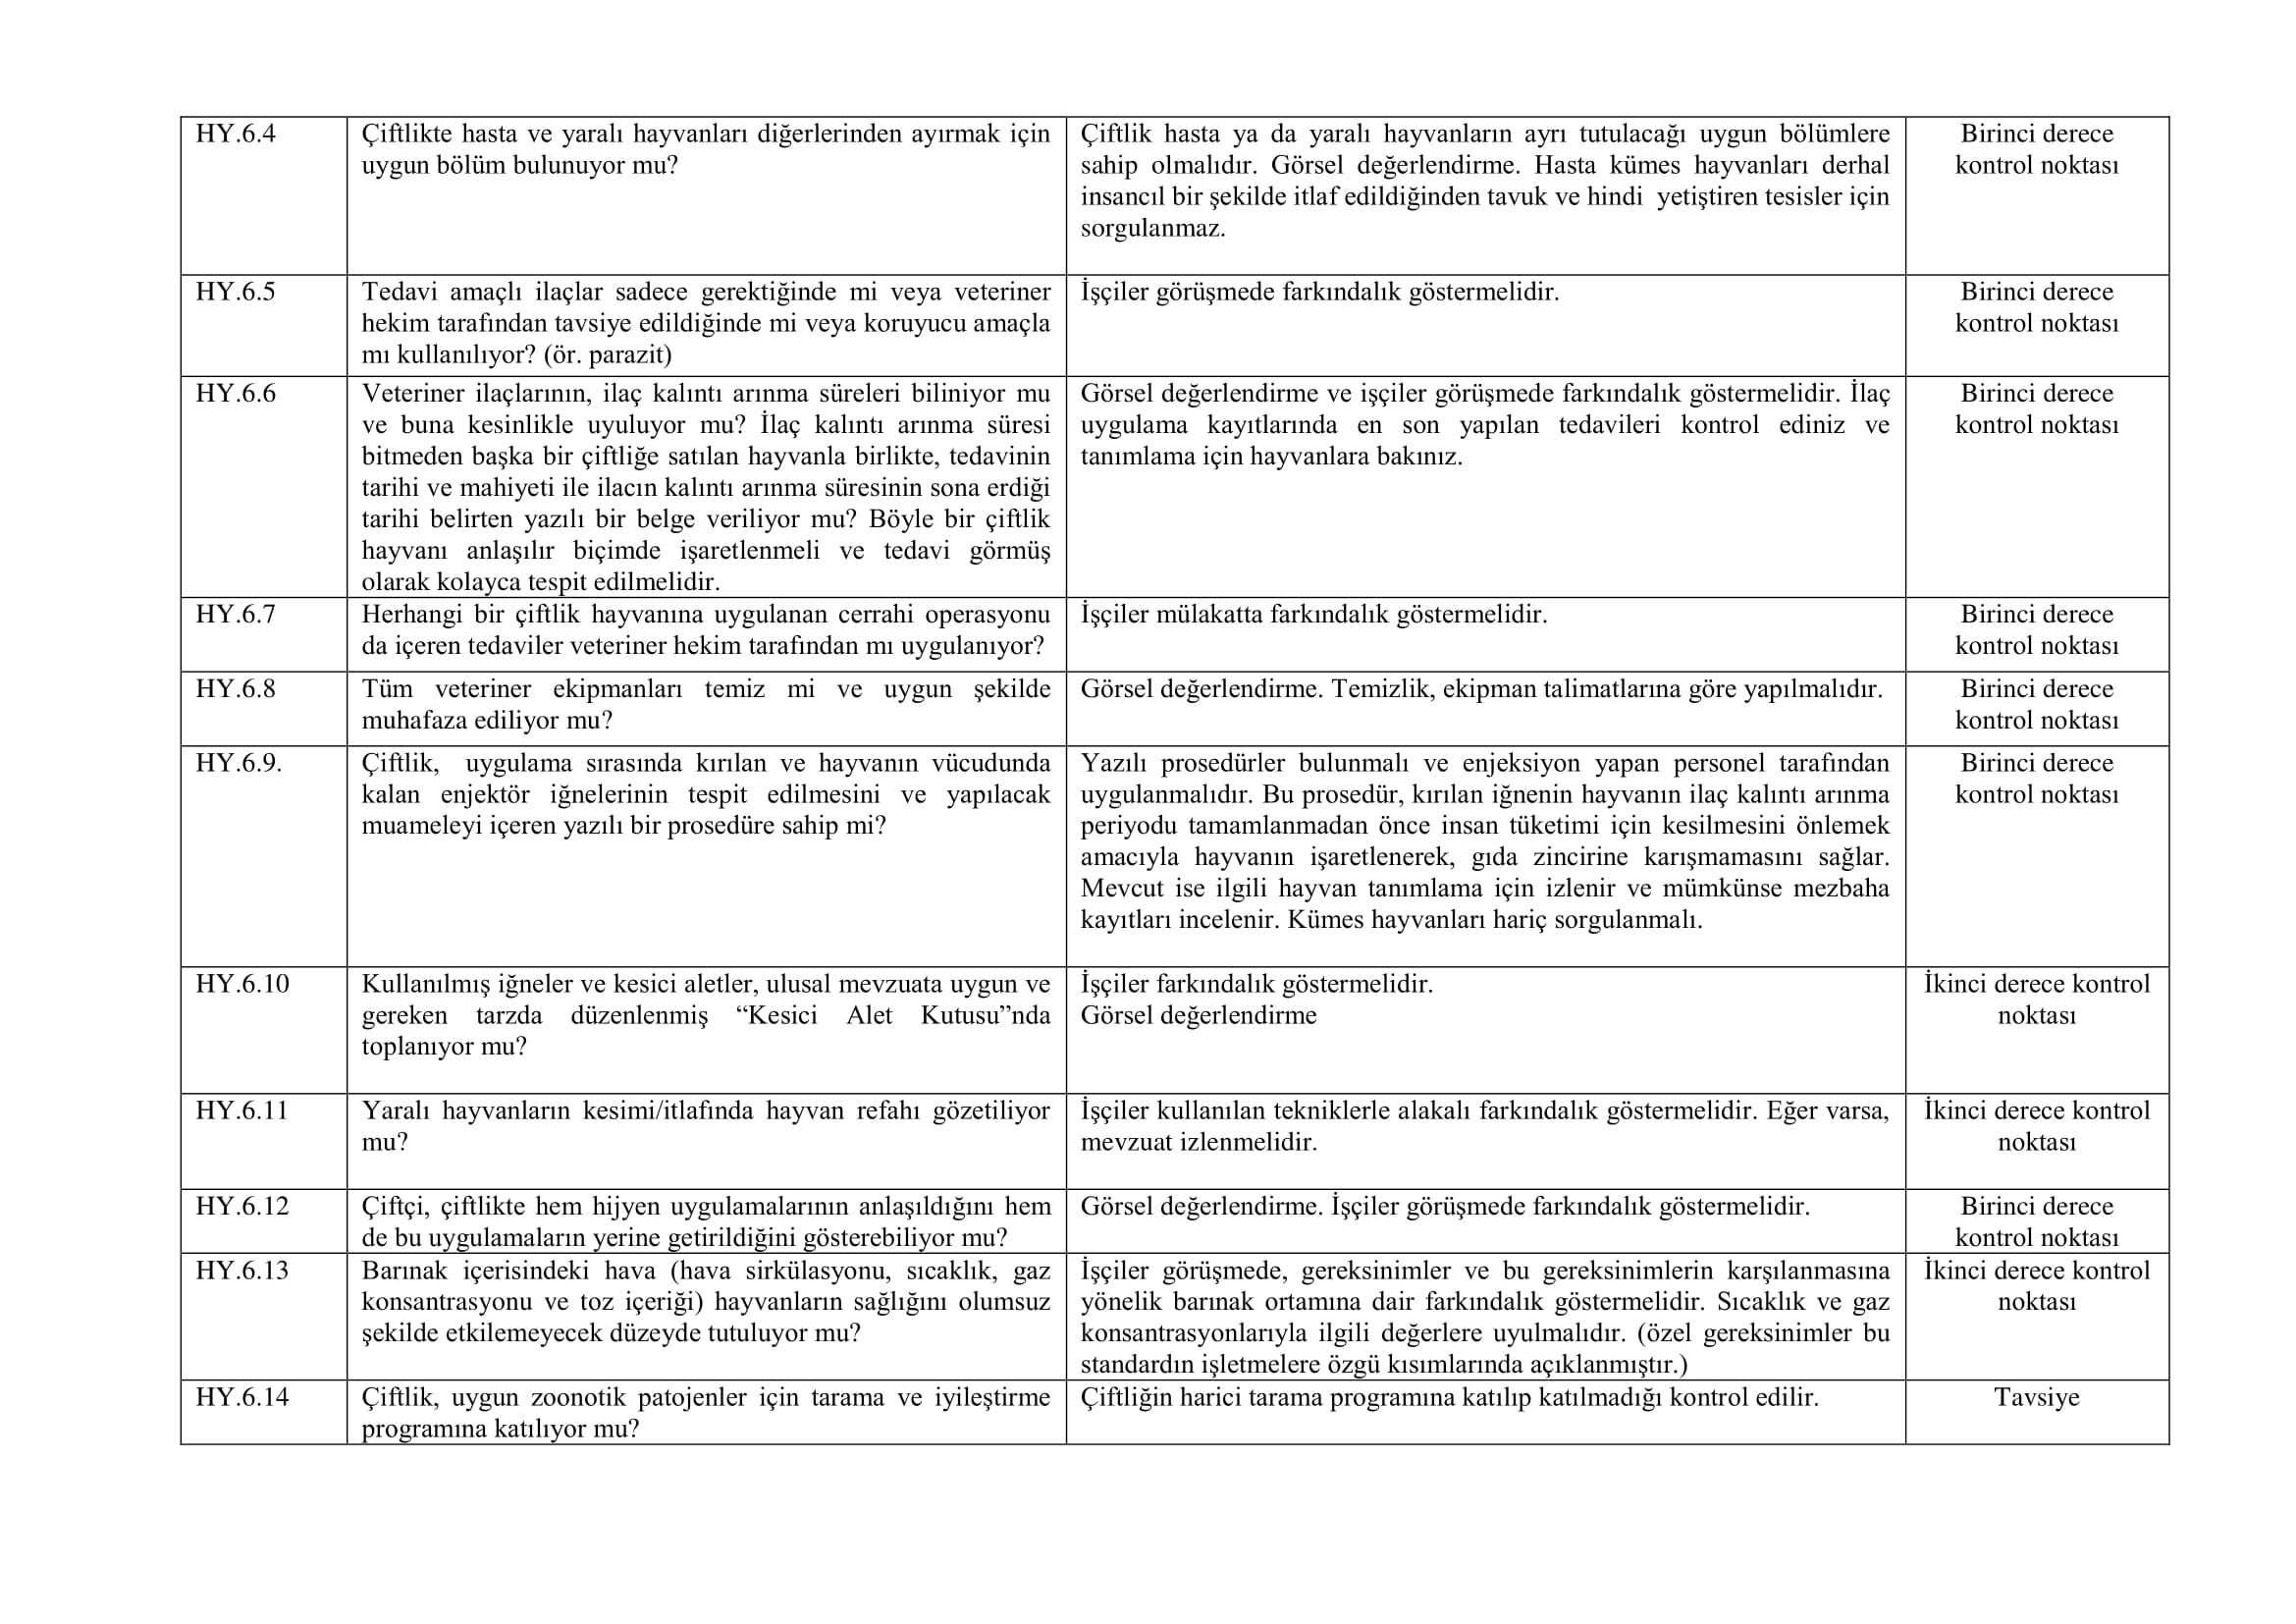 HY.6.4
Çiftlikte hasta ve yaralı hayvanları diğerlerinden ayırmak için
uygun bölüm bulunuyor mu?
Çiftlik hasta ya da yaralı hayvanların ayrı tutulacağı uygun bölümlere
sahip olmalıdır. Görsel değerlendirme. Hasta kümes hayvanları derhal
insancıl bir şekilde itlaf edildiğinden tavuk ve hindi yetiştiren tesisler için
sorgulanmaz.
Birinci derece
kontrol noktası
HY.6.5
Tedavi amaçlı ilaçlar sadece gerektiğinde mi veya veteriner
hekim tarafından tavsiye edildiğinde mi veya koruyucu amaçla
mı kullanılıyor? (ör. parazit)
İşçiler görüşmede farkındalık göstermelidir.
Birinci derece
kontrol noktası
HY.6.6
Veteriner ilaçlarının, ilaç kalıntı arınma süreleri biliniyor mu
ve buna kesinlikle uyuluyor mu? İlaç kalıntı arınma süresi
bitmeden başka bir çiftliğe satılan hayvanla birlikte, tedavinin
tarihi ve mahiyeti ile ilacın kalıntı arınma süresinin sona erdiği
tarihi belirten yazılı bir belge veriliyor mu? Böyle bir çiftlik
hayvanı anlaşılır biçimde işaretlenmeli ve tedavi görmüş
olarak kolayca tespit edilmelidir.
Görsel değerlendirme ve işçiler görüşmede farkındalık göstermelidir. İlaç
uygulama kayıtlarında en son yapılan tedavileri kontrol ediniz ve
tanımlama için hayvanlara bakınız.
Birinci derece
kontrol noktası
HY.6.7
Herhangi bir çiftlik hayvanına uygulanan cerrahi operasyonu
da içeren tedaviler veteriner hekim tarafından mı uygulanıyor?
İşçiler mülakatta farkındalık göstermelidir.
Birinci derece
kontrol noktası
HY.6.8
Tüm veteriner ekipmanları temiz mi ve uygun şekilde
muhafaza ediliyor mu?
Görsel değerlendirme. Temizlik, ekipman talimatlarına göre yapılmalıdır.
Birinci derece
kontrol noktası
HY.6.9.
Çiftlik, uygulama sırasında kırılan ve hayvanın vücudunda
kalan enjektör iğnelerinin tespit edilmesini ve yapılacak
muameleyi içeren yazılı bir prosedüre sahip mi?
Yazılı prosedürler bulunmalı ve enjeksiyon yapan personel tarafından
uygulanmalıdır. Bu prosedür, kırılan iğnenin hayvanın ilaç kalıntı arınma
periyodu tamamlanmadan önce insan tüketimi için kesilmesini önlemek
amacıyla hayvanın işaretlenerek, gıda zincirine karışmamasını sağlar.
Mevcut ise ilgili hayvan tanımlama için izlenir ve mümkünse mezbaha
kayıtları incelenir. Kümes hayvanları hariç sorgulanmalı.
Birinci derece
kontrol noktası
HY.6.10
Kullanılmış iğneler ve kesici aletler, ulusal mevzuata uygun ve
gereken tarzda düzenlenmiş “Kesici Alet Kutusu”nda
toplanıyor mu?
İşçiler farkındalık göstermelidir.
Görsel değerlendirme
İkinci derece kontrol
noktası
HY.6.11
Yaralı hayvanların kesimi/itlafında hayvan refahı gözetiliyor
mu?
İşçiler kullanılan tekniklerle alakalı farkındalık göstermelidir. Eğer varsa,
mevzuat izlenmelidir.
İkinci derece kontrol
noktası
HY.6.12
Çiftçi, çiftlikte hem hijyen uygulamalarının anlaşıldığını hem
de bu uygulamaların yerine getirildiğini gösterebiliyor mu?
Görsel değerlendirme. İşçiler görüşmede farkındalık göstermelidir.
Birinci derece
kontrol noktası
HY.6.13
Barınak içerisindeki hava (hava sirkülasyonu, sıcaklık, gaz
konsantrasyonu ve toz içeriği) hayvanların sağlığını olumsuz
şekilde etkilemeyecek düzeyde tutuluyor mu?
İşçiler görüşmede, gereksinimler ve bu gereksinimlerin karşılanmasına
yönelik barınak ortamına dair farkındalık göstermelidir. Sıcaklık ve gaz
konsantrasyonlarıyla ilgili değerlere uyulmalıdır. (özel gereksinimler bu
standardın işletmelere özgü kısımlarında açıklanmıştır.)
İkinci derece kontrol
noktası
HY.6.14
Çiftlik, uygun zoonotik patojenler için tarama ve iyileştirme
programına katılıyor mu?
Çiftliğin harici tarama programına katılıp katılmadığı kontrol edilir.
Tavsiye